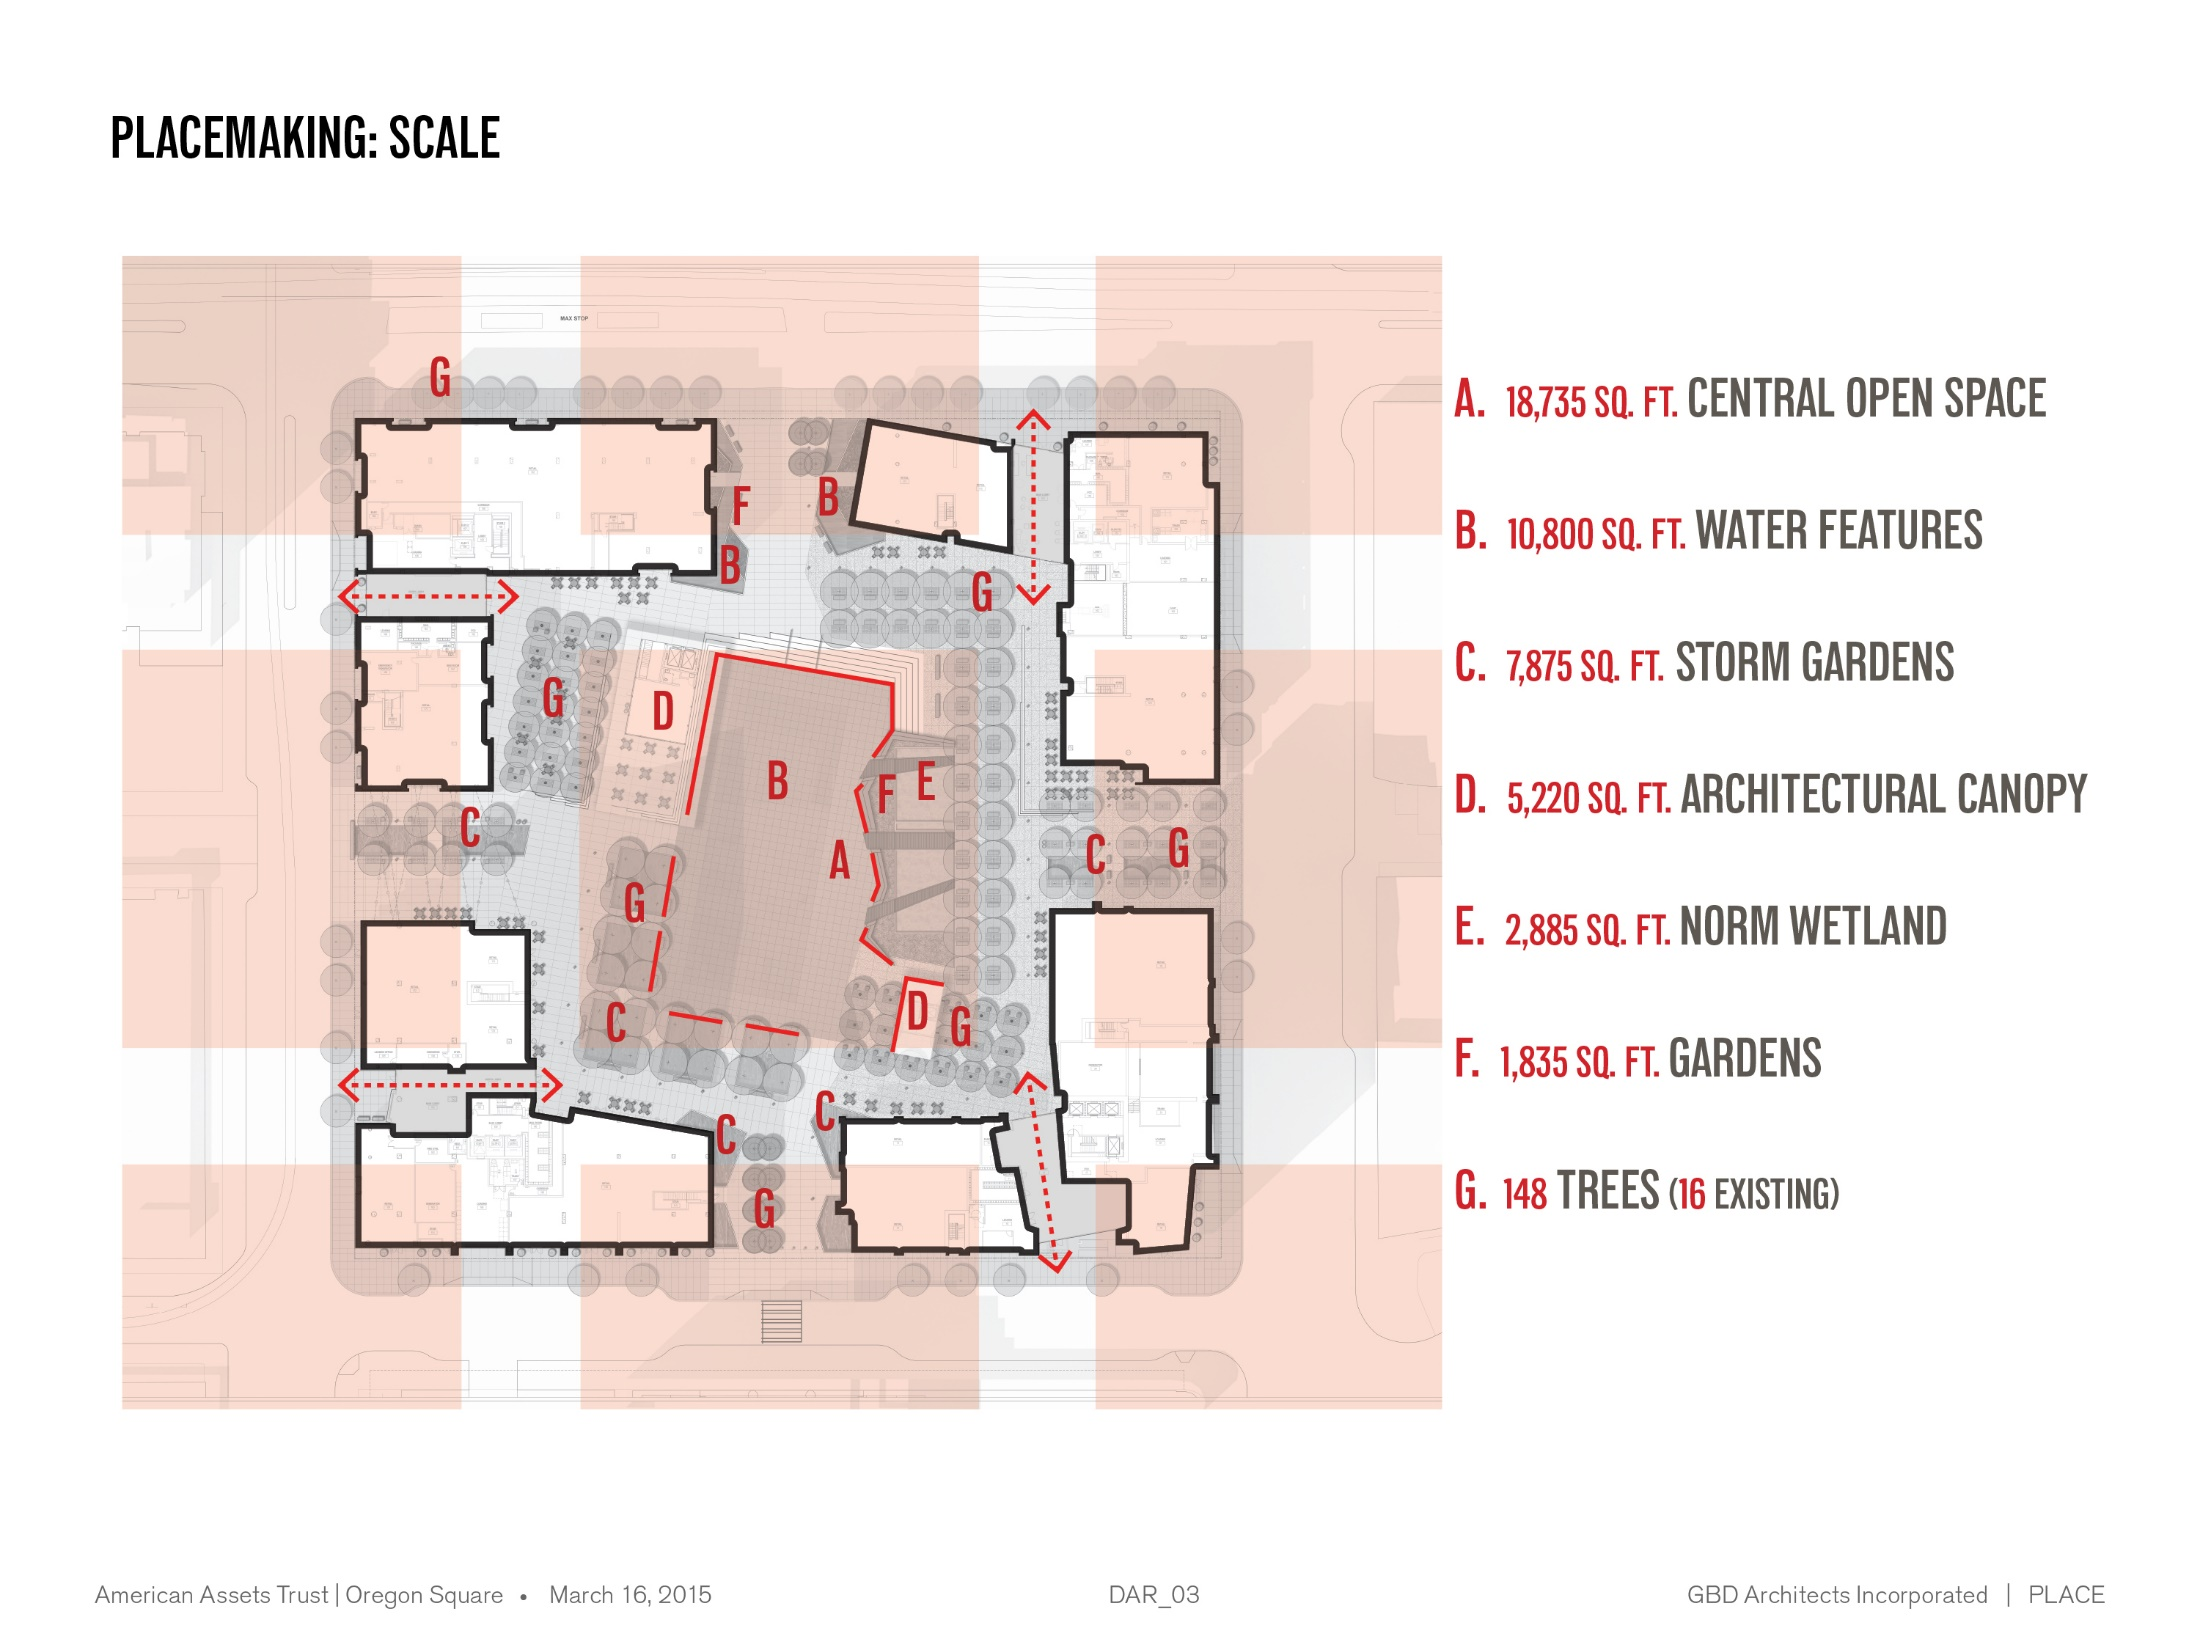 PLACEMAKING: SCALE
MAX STOP
G
F
B
B
G
G
D
B
F
E
A
C
C
G
G
C
D
G
C
C
G
A. 18,735 SQ. FT. CENTRAL OPEN SPACE
B. 10,800 SQ. FT. WATER FEATURES
C. 7,875 SQ. FT. STORM GARDENS
D. 5,220 SQ. FT. ARCHITECTURAL CANOPY
E. 2,885 SQ. FT. NORM WETLAND
F. 1,835 SQ. FT. GARDENS
G. 148 TREES (16 EXISTING)
American Assets Trust | Oregon Square • March 16, 2015
DAR_03
GBD Architects Incorporated | PLACE